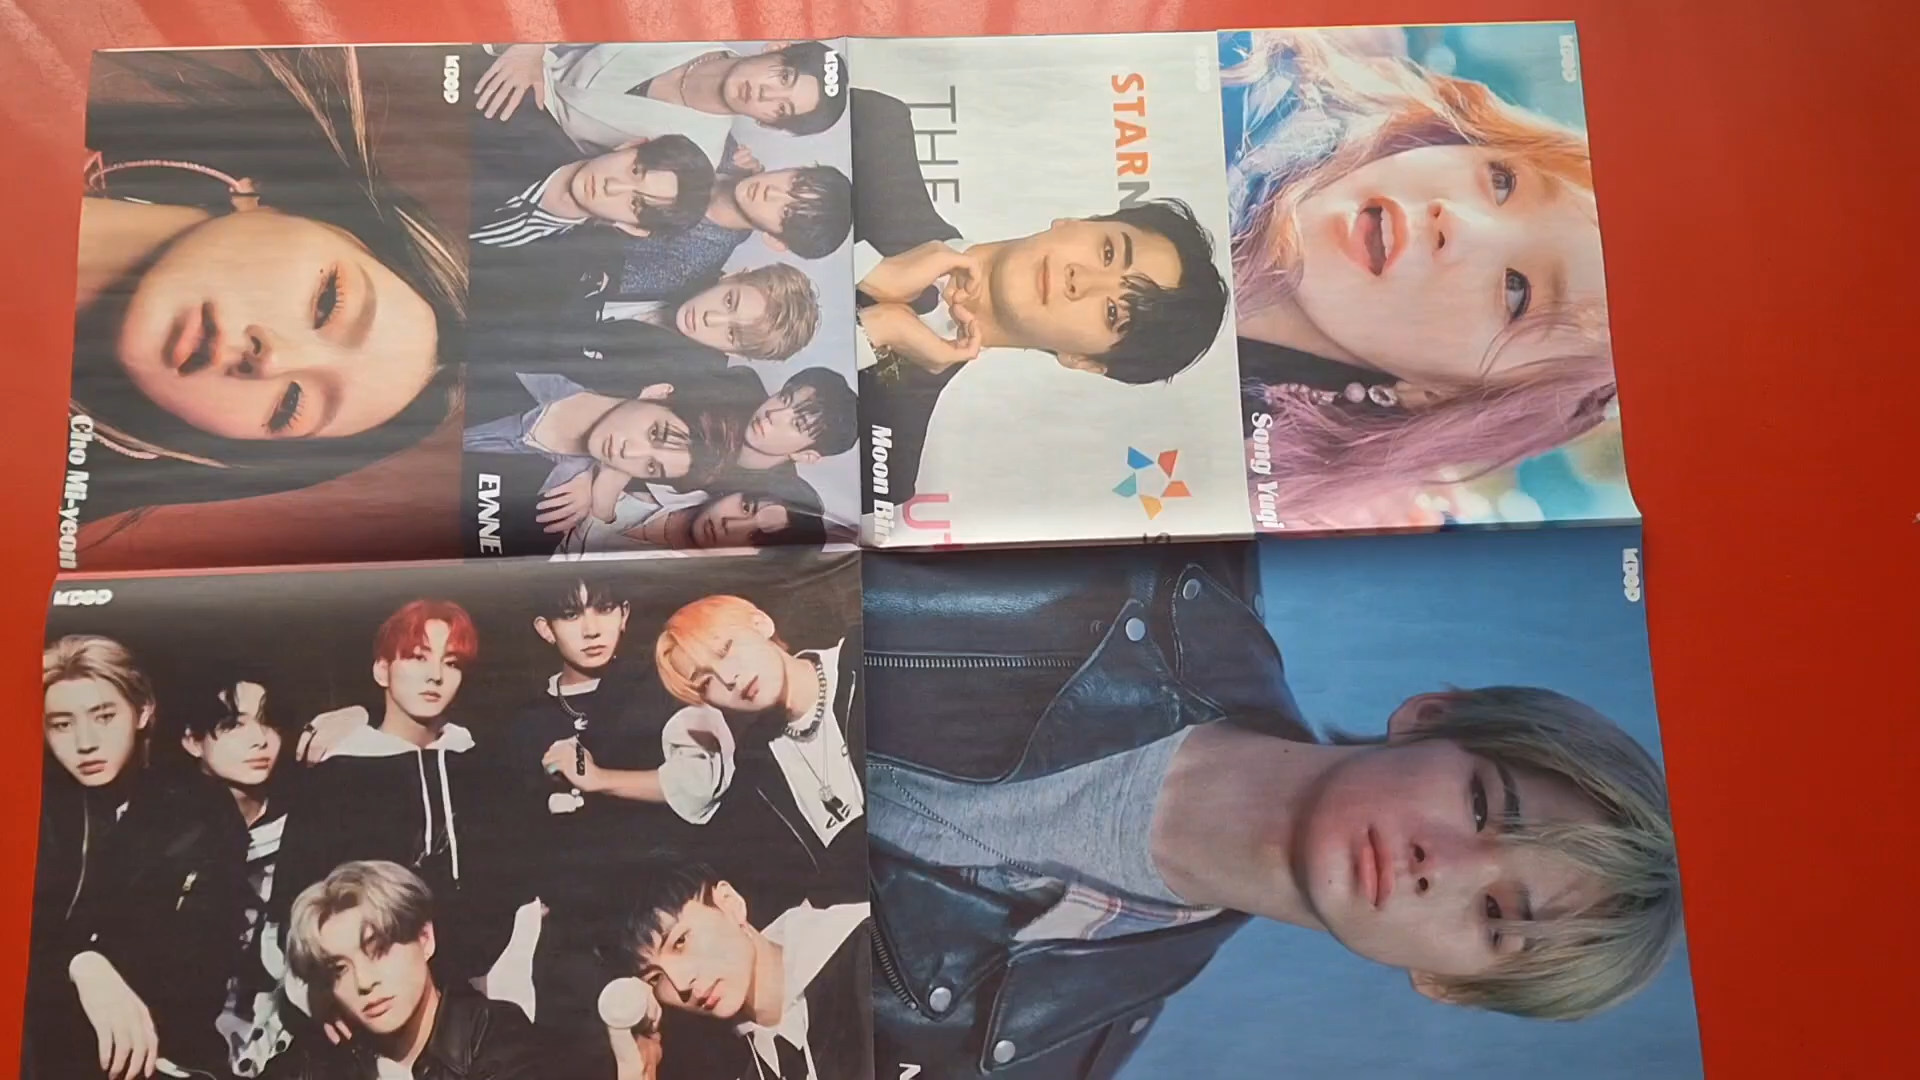 KPOP
Cho Mi-yeon
KPOP
EVNNE
KPOP
STARN
THE
Moon Bin
KPOP
Song Yuqi
KPOP
KPOP